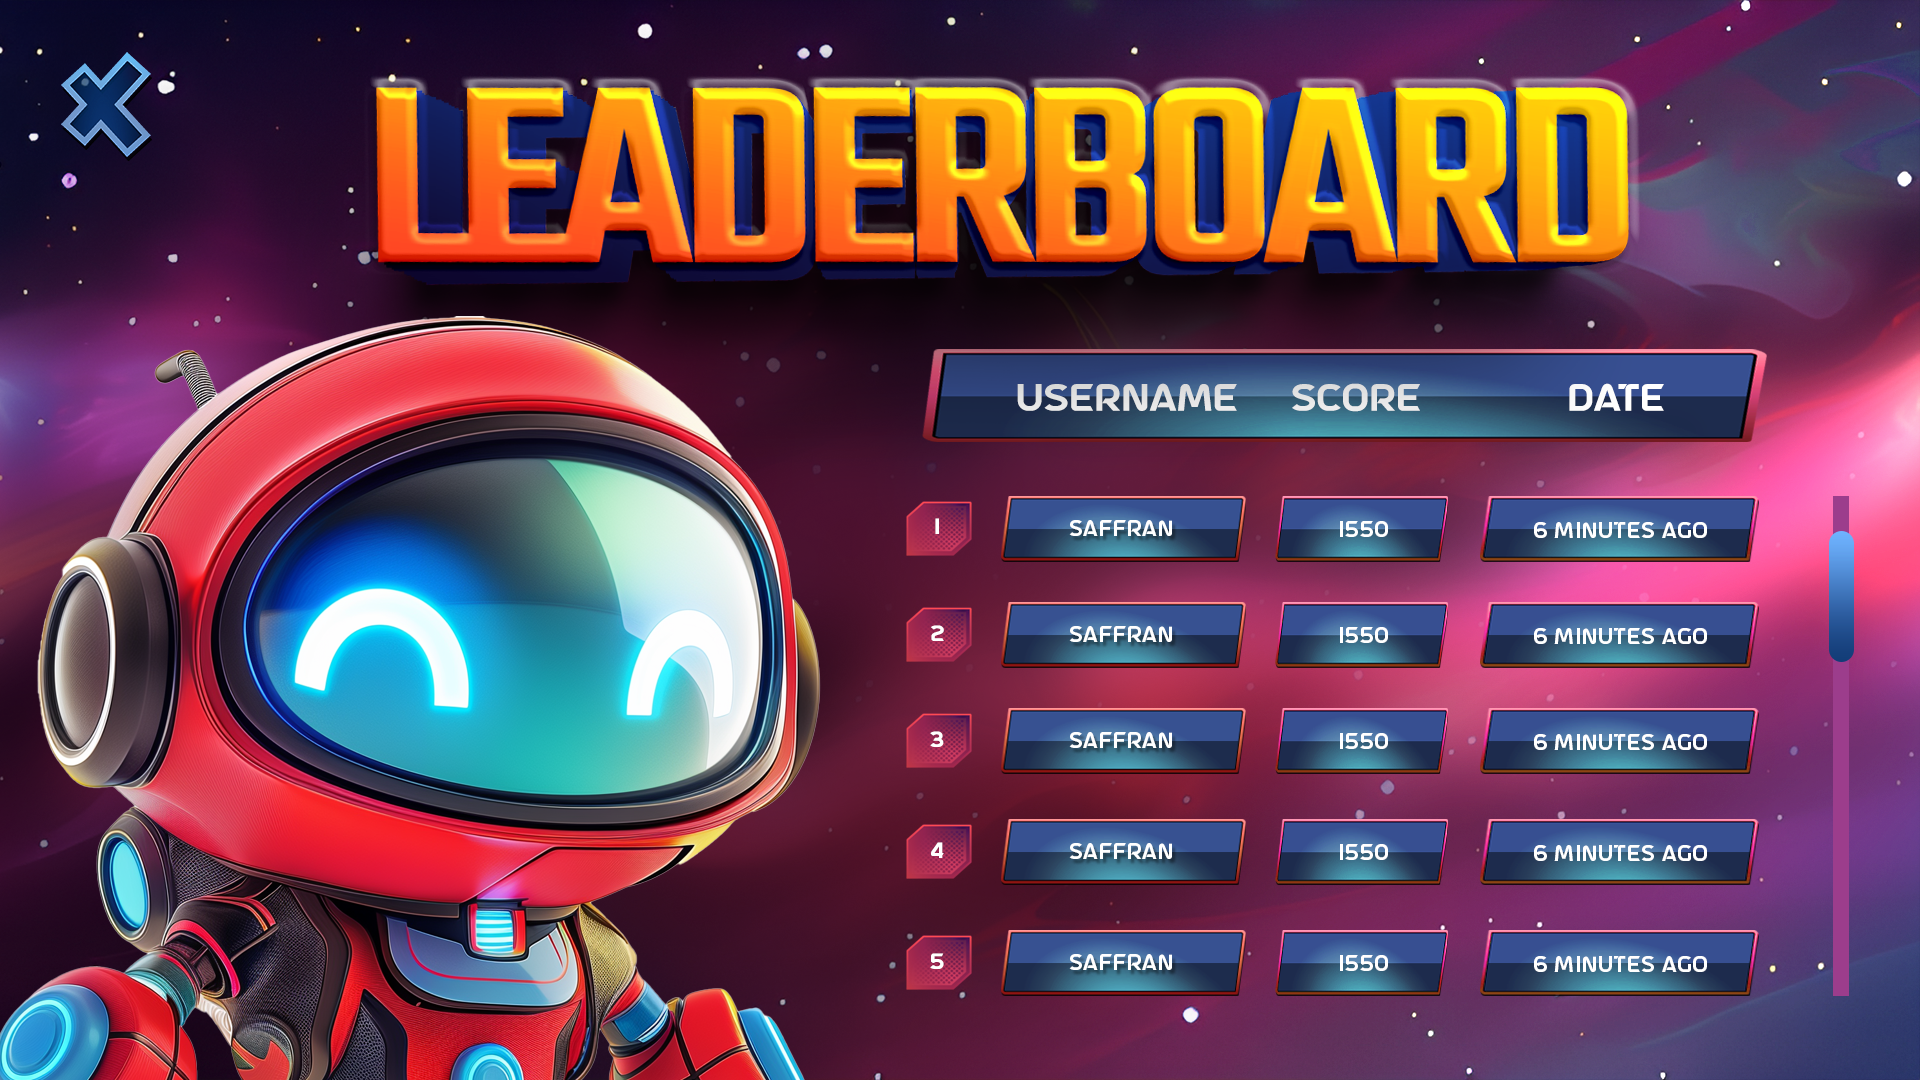 LEADERBOARD
USERNAME SCORE DATE
1 SAFFRAN 1550 6 MINUTES AGO
2 SAFFRAN 1550 6 MINUTES AGO
3 SAFFRAN 1550 6 MINUTES AGO
4 SAFFRAN 1550 6 MINUTES AGO
5 SAFFRAN 1550 6 MINUTES AGO